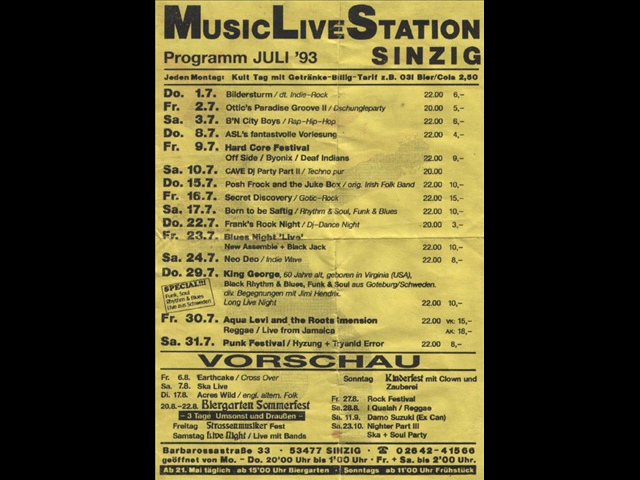 MUSICLIVESTATION
Programm JULI '93 SINZIG
Jeden Montag: Kult Tag mit Getränke-Billig-Tarif z.B. 03l Bier/Cola 2,50
Do. 1.7. Bildersturm / dt. Indie-Rock 22.00 6,-
Fr. 2.7. Ottic's Paradise Groove II / Dschungleparty 20.00 5,-
Sa. 3.7. B'N City Boys / Rap-Hip-Hop 22.00 6,-
Do. 8.7. ASL's fantastvolle Vorlesung 22.00 4,-
Fr. 9.7. Hard Core Festival
Off Side / Byonix / Deaf Indians 22.00 9,-
Sa. 10.7. CAVE Dj Party Part II / Techno pur 20.00
Do. 15.7. Posh Frock and the Juke Box / orig. Irish Folk Band 22.00 10,-
Fr. 16.7. Secret Discovery / Gotic-Rock 22.00 15,-
Sa. 17.7. Born to be Saftig / Rhythm & Soul, Funk & Blues 22.00 10,-
Do. 22.7. Frank's Rock Night / Dj-Dance Night 20.00 3,-
Fr. 23.7. Blues Night 'Live'
New Assemble + Black Jack 22.00 10,-
Sa. 24.7. Neo Deo / Indie Wave 22.00 8,-
Do. 29.7. King George, 60 Jahre alt, geboren in Virginia (USA),
Black Rhythm & Blues, Funk & Soul aus Goteburg/Schweden.
div. Begegnungen mit Jimi Hendrix.
Long Live Night 22.00 10,-
SPECIAL!!!
Funk, Soul
Rhythm & Blues
Live aus Schweden
Fr. 30.7. Aqua Levi and the Roots Imension 22.00 VK: 15,-
Reggae / Live from Jamaica AK: 18,-
Sa. 31.7. Punk Festival / Hyzung + Tryanid Error 22.00 8,-
VORSCHAU
Fr. 6.8. Earthcake / Cross Over
Sa. 7.8. Ska Live
Di. 17.8. Acres Wild / engl. altern. Folk
20.8.-22.8. Biergarten Sommerfest
- 3 Tage Umsonst und Draußen -
Freitag Strassenmusiker Fest
Samstag Live Night / Live mit Bands
Sonntag Kinderfest mit Clown und
Zauberei
Fr. 27.8. Rock Festival
Sa. 28.8. I Qualah / Reggae
Sa. 11.9. Damo Suzuki (Ex Can)
Sa. 23.10. Nighter Part III
Ska + Soul Party
Barbarossastraße 33 · 53477 SINZIG · ☎ 02642-41566
geöffnet von Mo. - Do. 20'00 Uhr bis 1'00 Uhr · Fr. + Sa. bis 2'00 Uhr.
Ab 21. Mai täglich ab 15'00 Uhr Biergarten · Sonntags ab 11'00 Uhr Frühstück